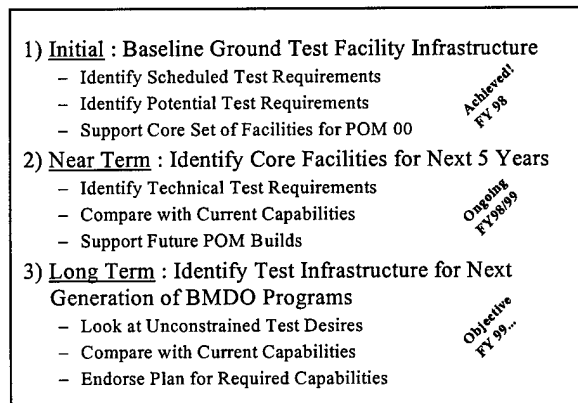 1) Initial : Baseline Ground Test Facility Infrastructure
– Identify Scheduled Test Requirements
– Identify Potential Test Requirements
– Support Core Set of Facilities for POM 00
Achieved!
FY 98
2) Near Term : Identify Core Facilities for Next 5 Years
– Identify Technical Test Requirements
– Compare with Current Capabilities
– Support Future POM Builds
Ongoing
FY98/99
3) Long Term : Identify Test Infrastructure for Next
Generation of BMDO Programs
– Look at Unconstrained Test Desires
– Compare with Current Capabilities
– Endorse Plan for Required Capabilities
Objective
FY 99...